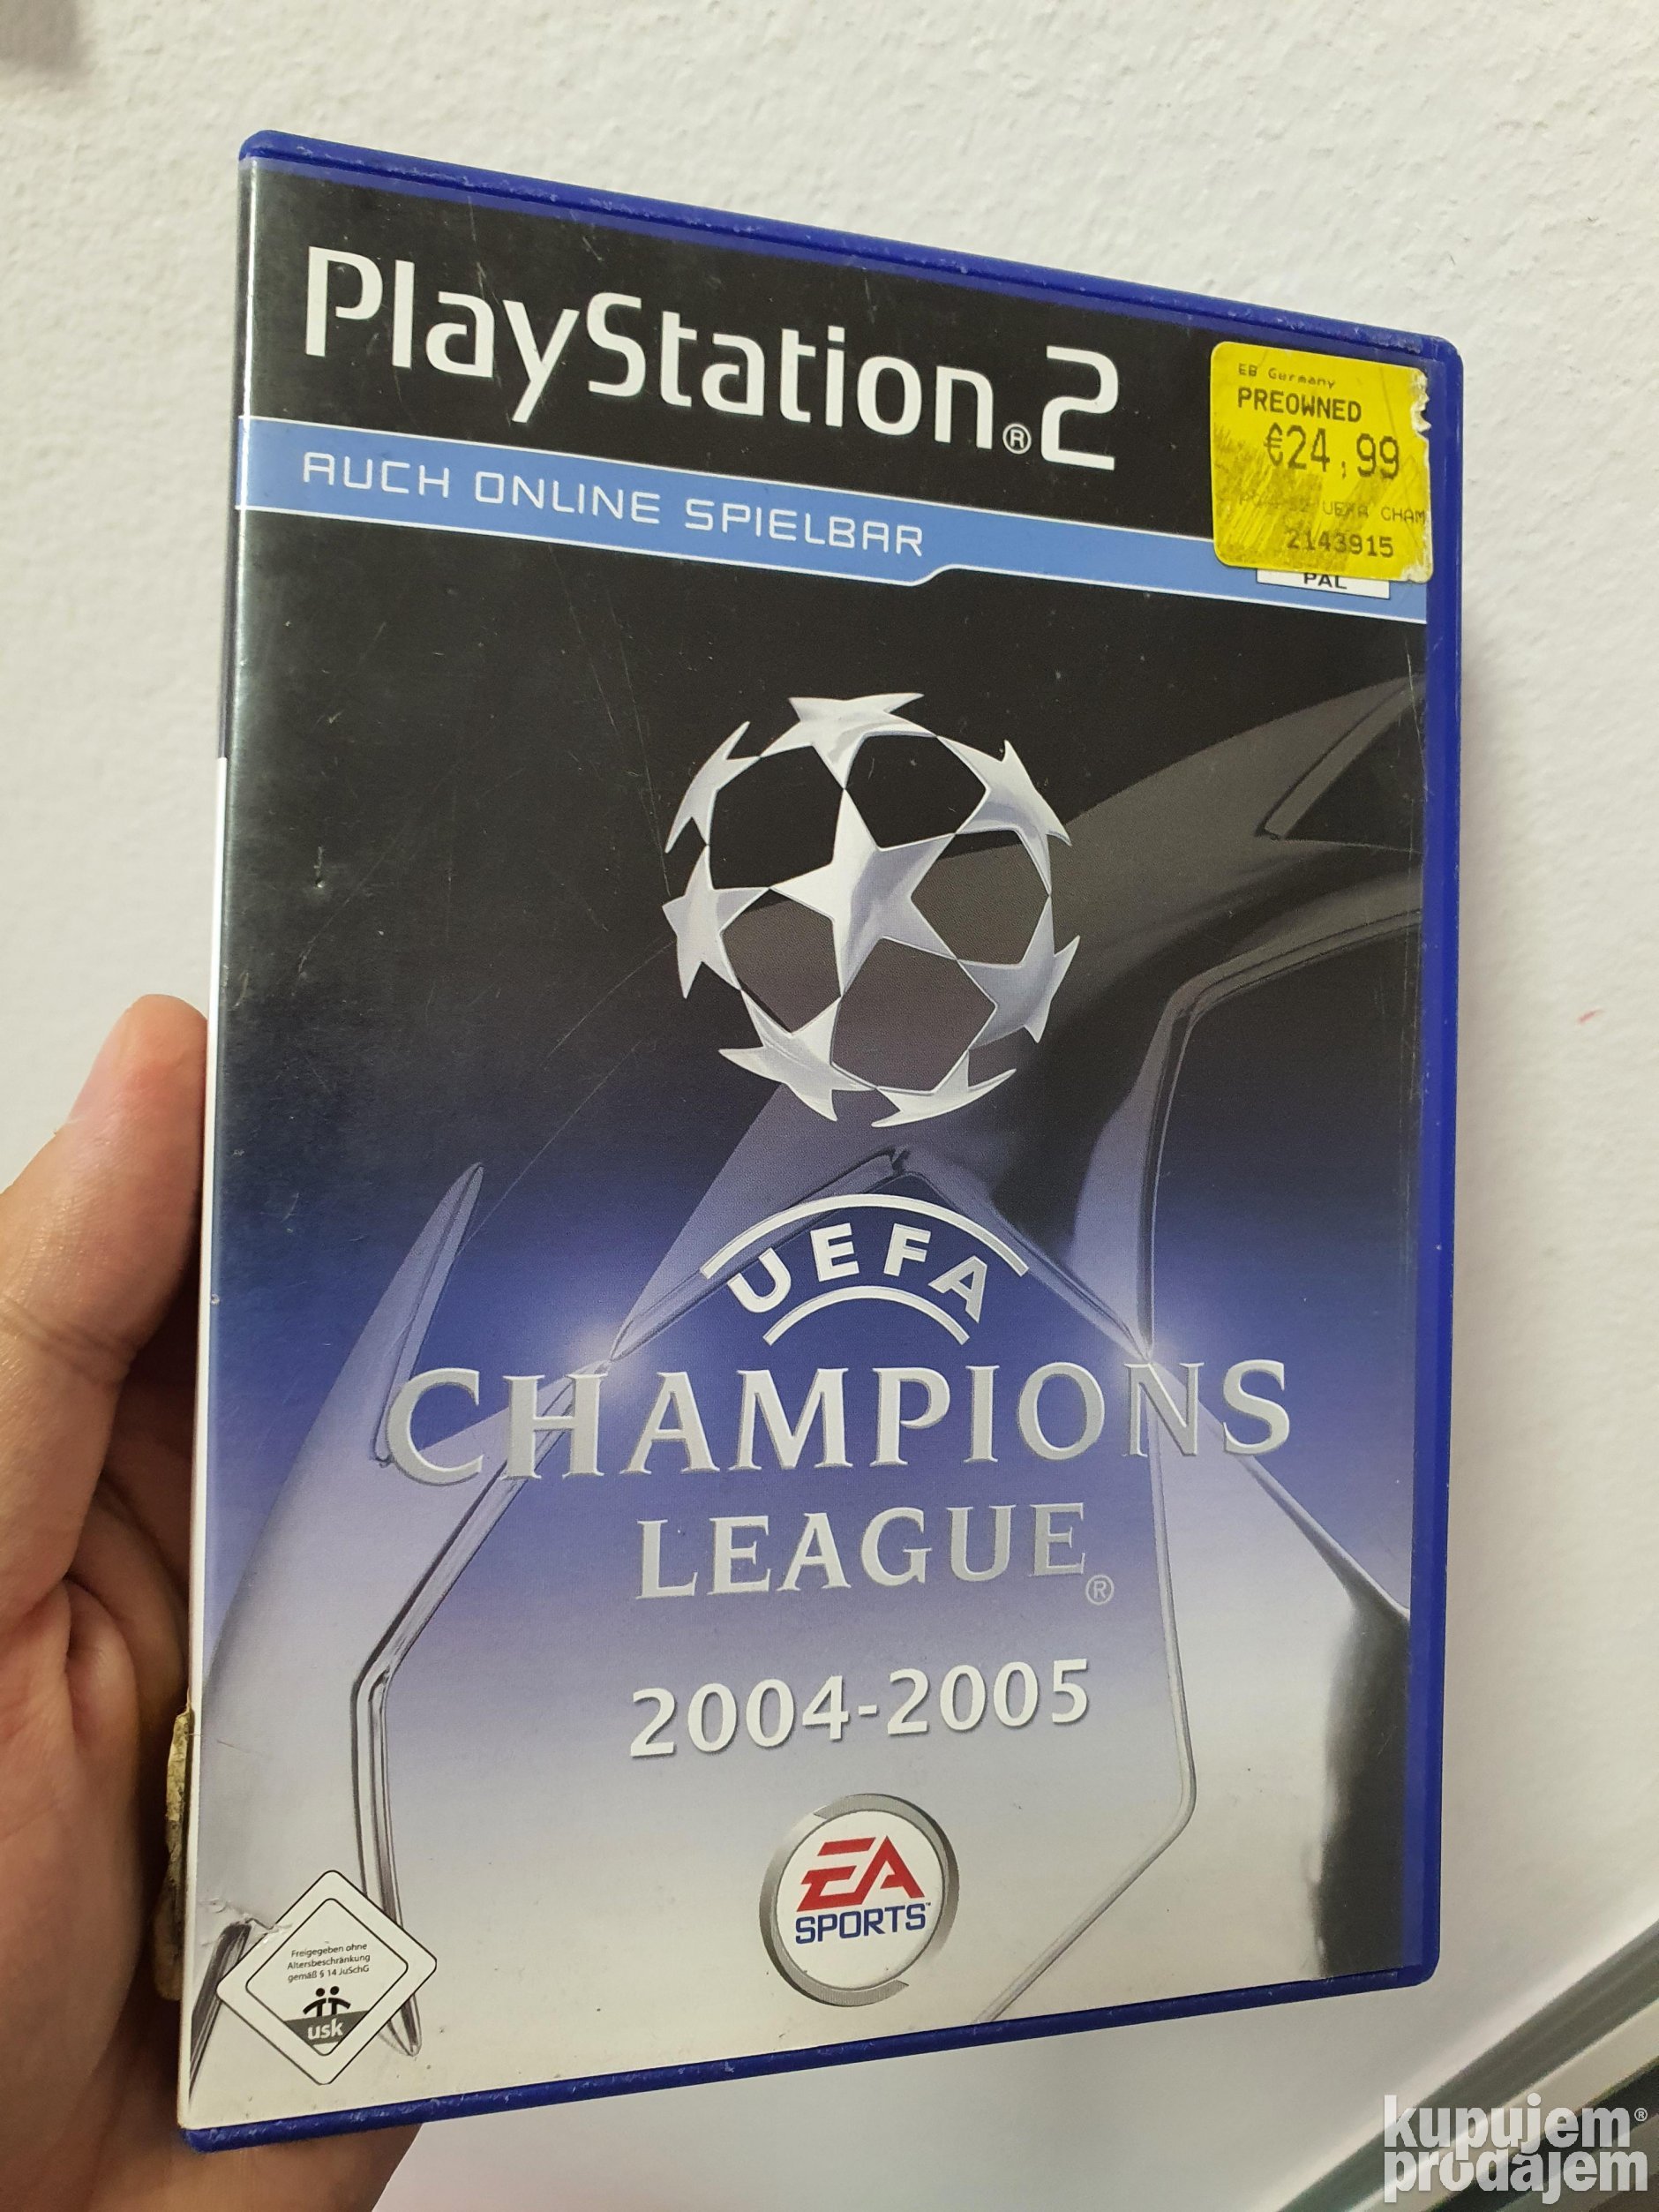 PlayStation®2
EB Germany
PREOWNED
€24,99
UEFA CHAM
2143915
PAL
AUCH ONLINE SPIELBAR
UEFA
CHAMPIONS
LEAGUE®
2004-2005
EA
SPORTS™
Freigegeben ohne
Altersbeschränkung
gemäß § 14 JuSchG
usk
kupujem®
prodajem